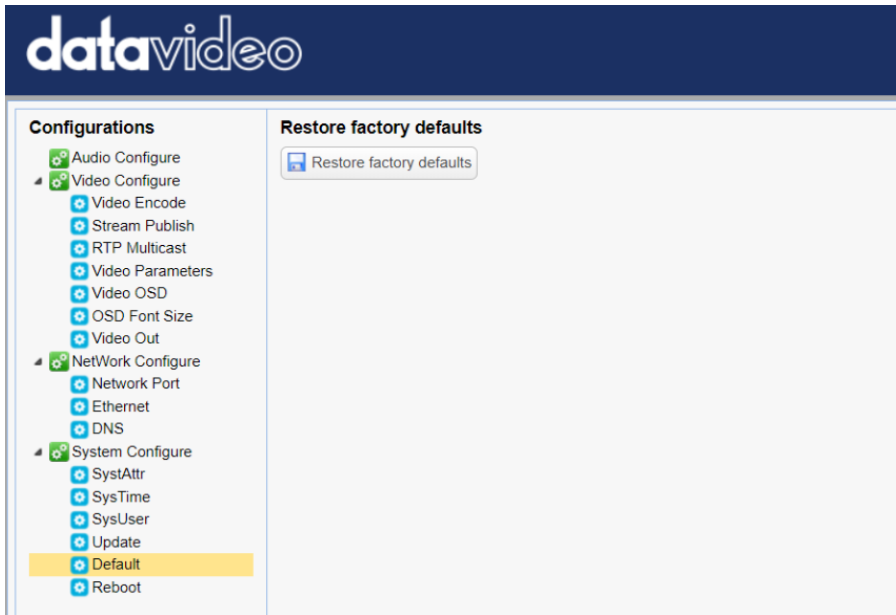 datavideo
Configurations
Audio Configure
Video Configure
Video Encode
Stream Publish
RTP Multicast
Video Parameters
Video OSD
OSD Font Size
Video Out
NetWork Configure
Network Port
Ethernet
DNS
System Configure
SystAttr
SysTime
SysUser
Update
Default
Reboot
Restore factory defaults
Restore factory defaults